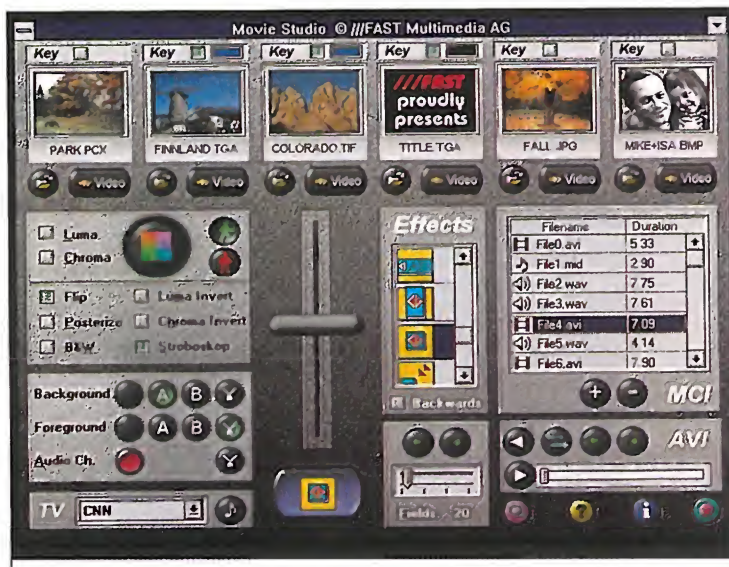 Movie Studio © ///FAST Multimedia AG
Key Key Key Key Key Key
///FAST
proudly
presents
PARK.PCX FINNLAND.TGA COLORADO.TIF TITLE.TGA FALL.JPG MIKE+ISA.BMP
Video Video Video Video Video Video
Luma
Chroma
Flip Luma Invert
Posterize Chroma Invert
B&W Stroboskop
Background A B
Foreground A B
Audio Ch.
TV CNN
Effects
Backwards
Fields 20
Filename Duration
File0.avi 5.33
File1.mid 2.90
File2.wav 7.75
File3.wav 7.61
File4.avi 7.09
File5.wav 4.14
File6.avi 7.90
+ - MCI
AVI
? i